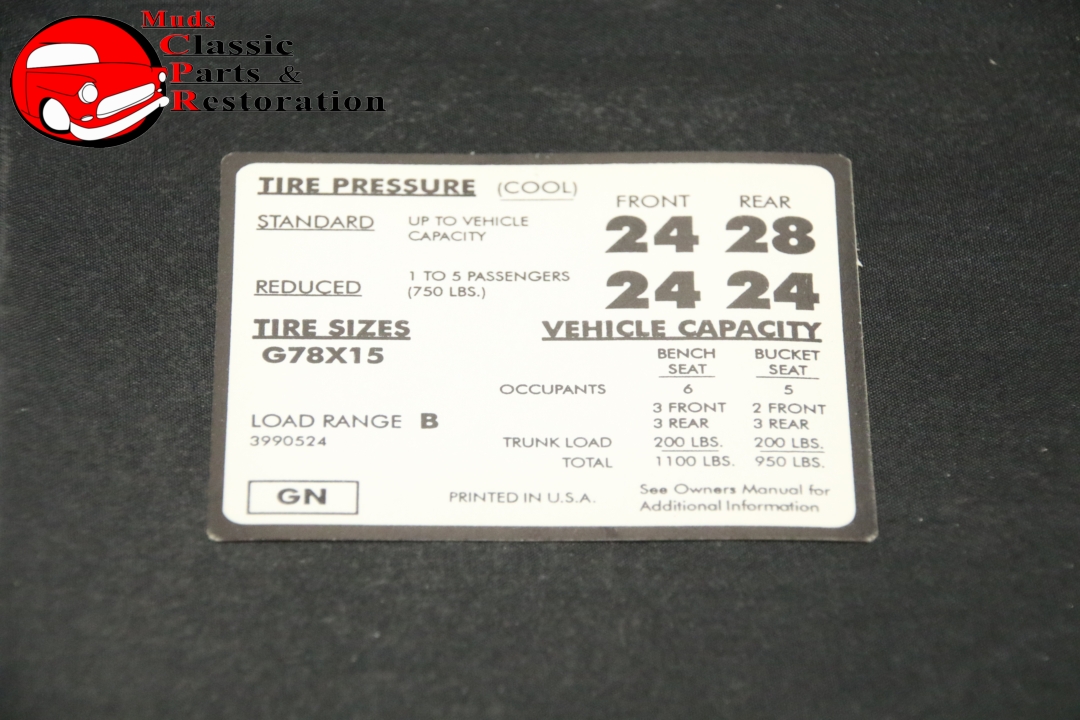 Muds
Classic
Parts &
Restoration
TIRE PRESSURE (COOL)
FRONT REAR
STANDARD UP TO VEHICLE CAPACITY 24 28
REDUCED 1 TO 5 PASSENGERS (750 LBS.) 24 24
TIRE SIZES VEHICLE CAPACITY
G78X15
BENCH SEAT BUCKET SEAT
OCCUPANTS 6 5
3 FRONT 2 FRONT
3 REAR 3 REAR
LOAD RANGE B
3990524
TRUNK LOAD 200 LBS. 200 LBS.
TOTAL 1100 LBS. 950 LBS.
GN
PRINTED IN U.S.A.
See Owners Manual for
Additional Information